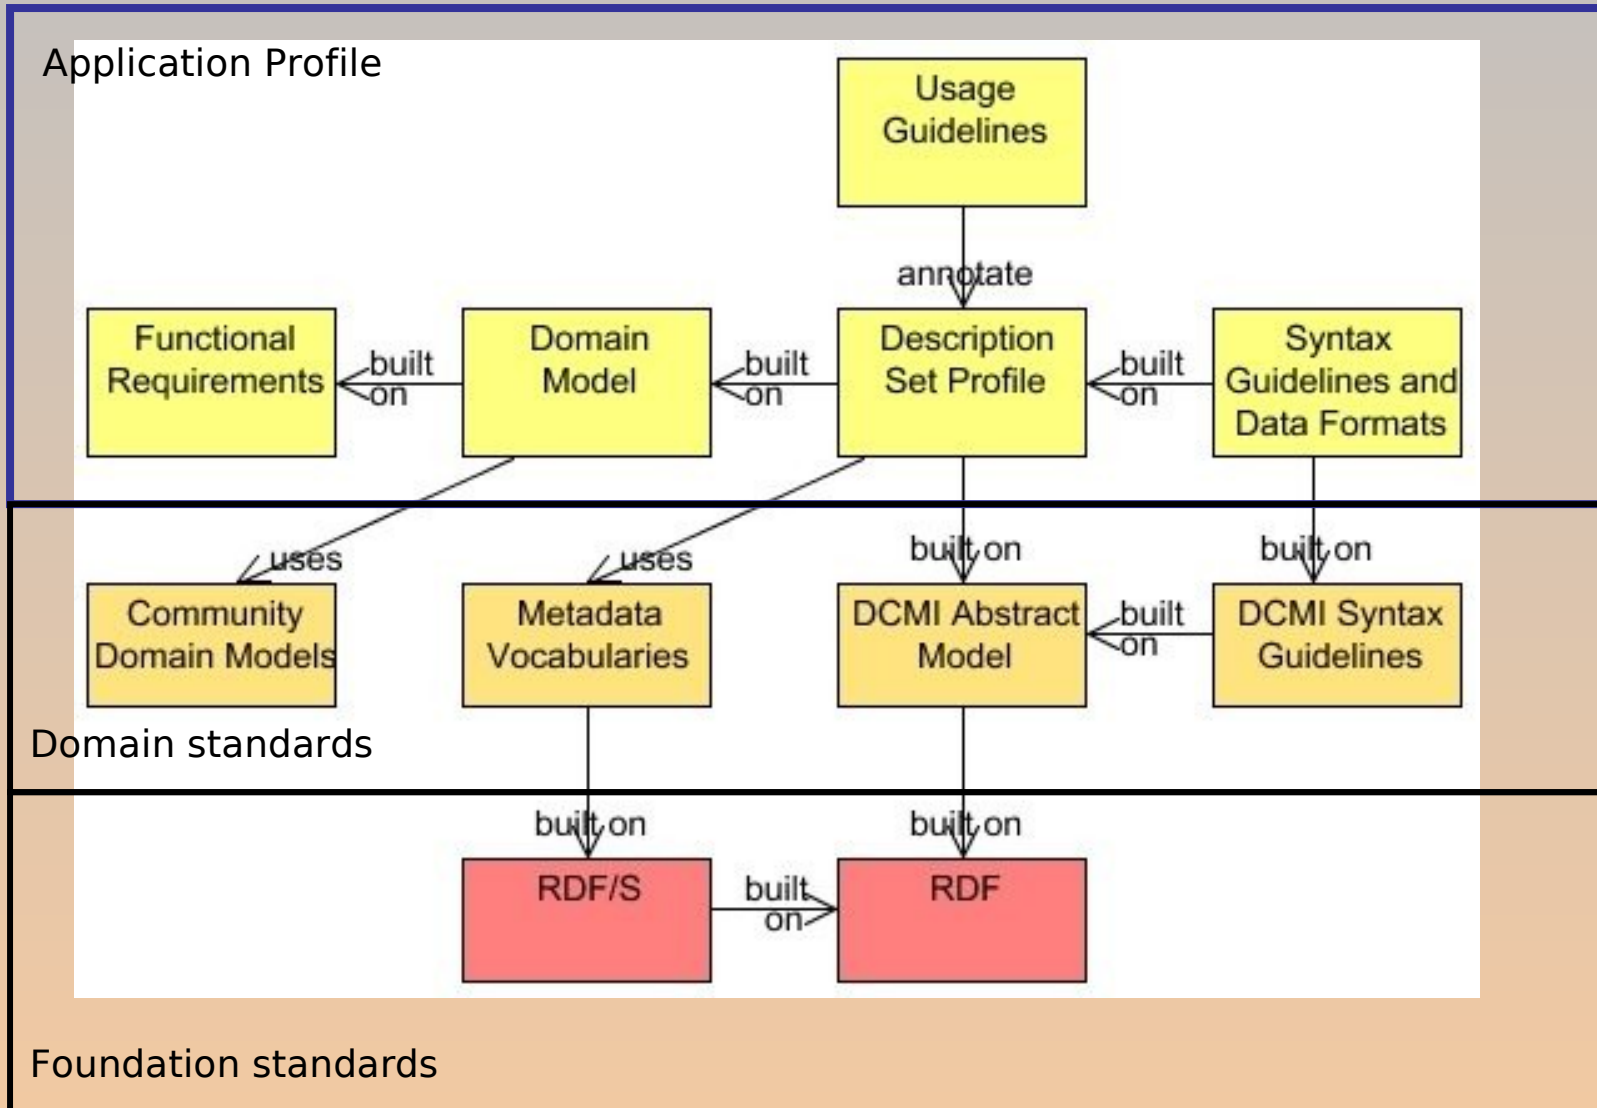 Application Profile
Usage
Guidelines
annotate
Functional
Requirements
built
on
Domain
Model
built
on
Description
Set Profile
built
on
Syntax
Guidelines and
Data Formats
uses
uses
built on
built on
Community
Domain Models
Metadata
Vocabularies
DCMI Abstract
Model
built
on
DCMI Syntax
Guidelines
Domain standards
built on
built on
RDF/S
built
on
RDF
Foundation standards